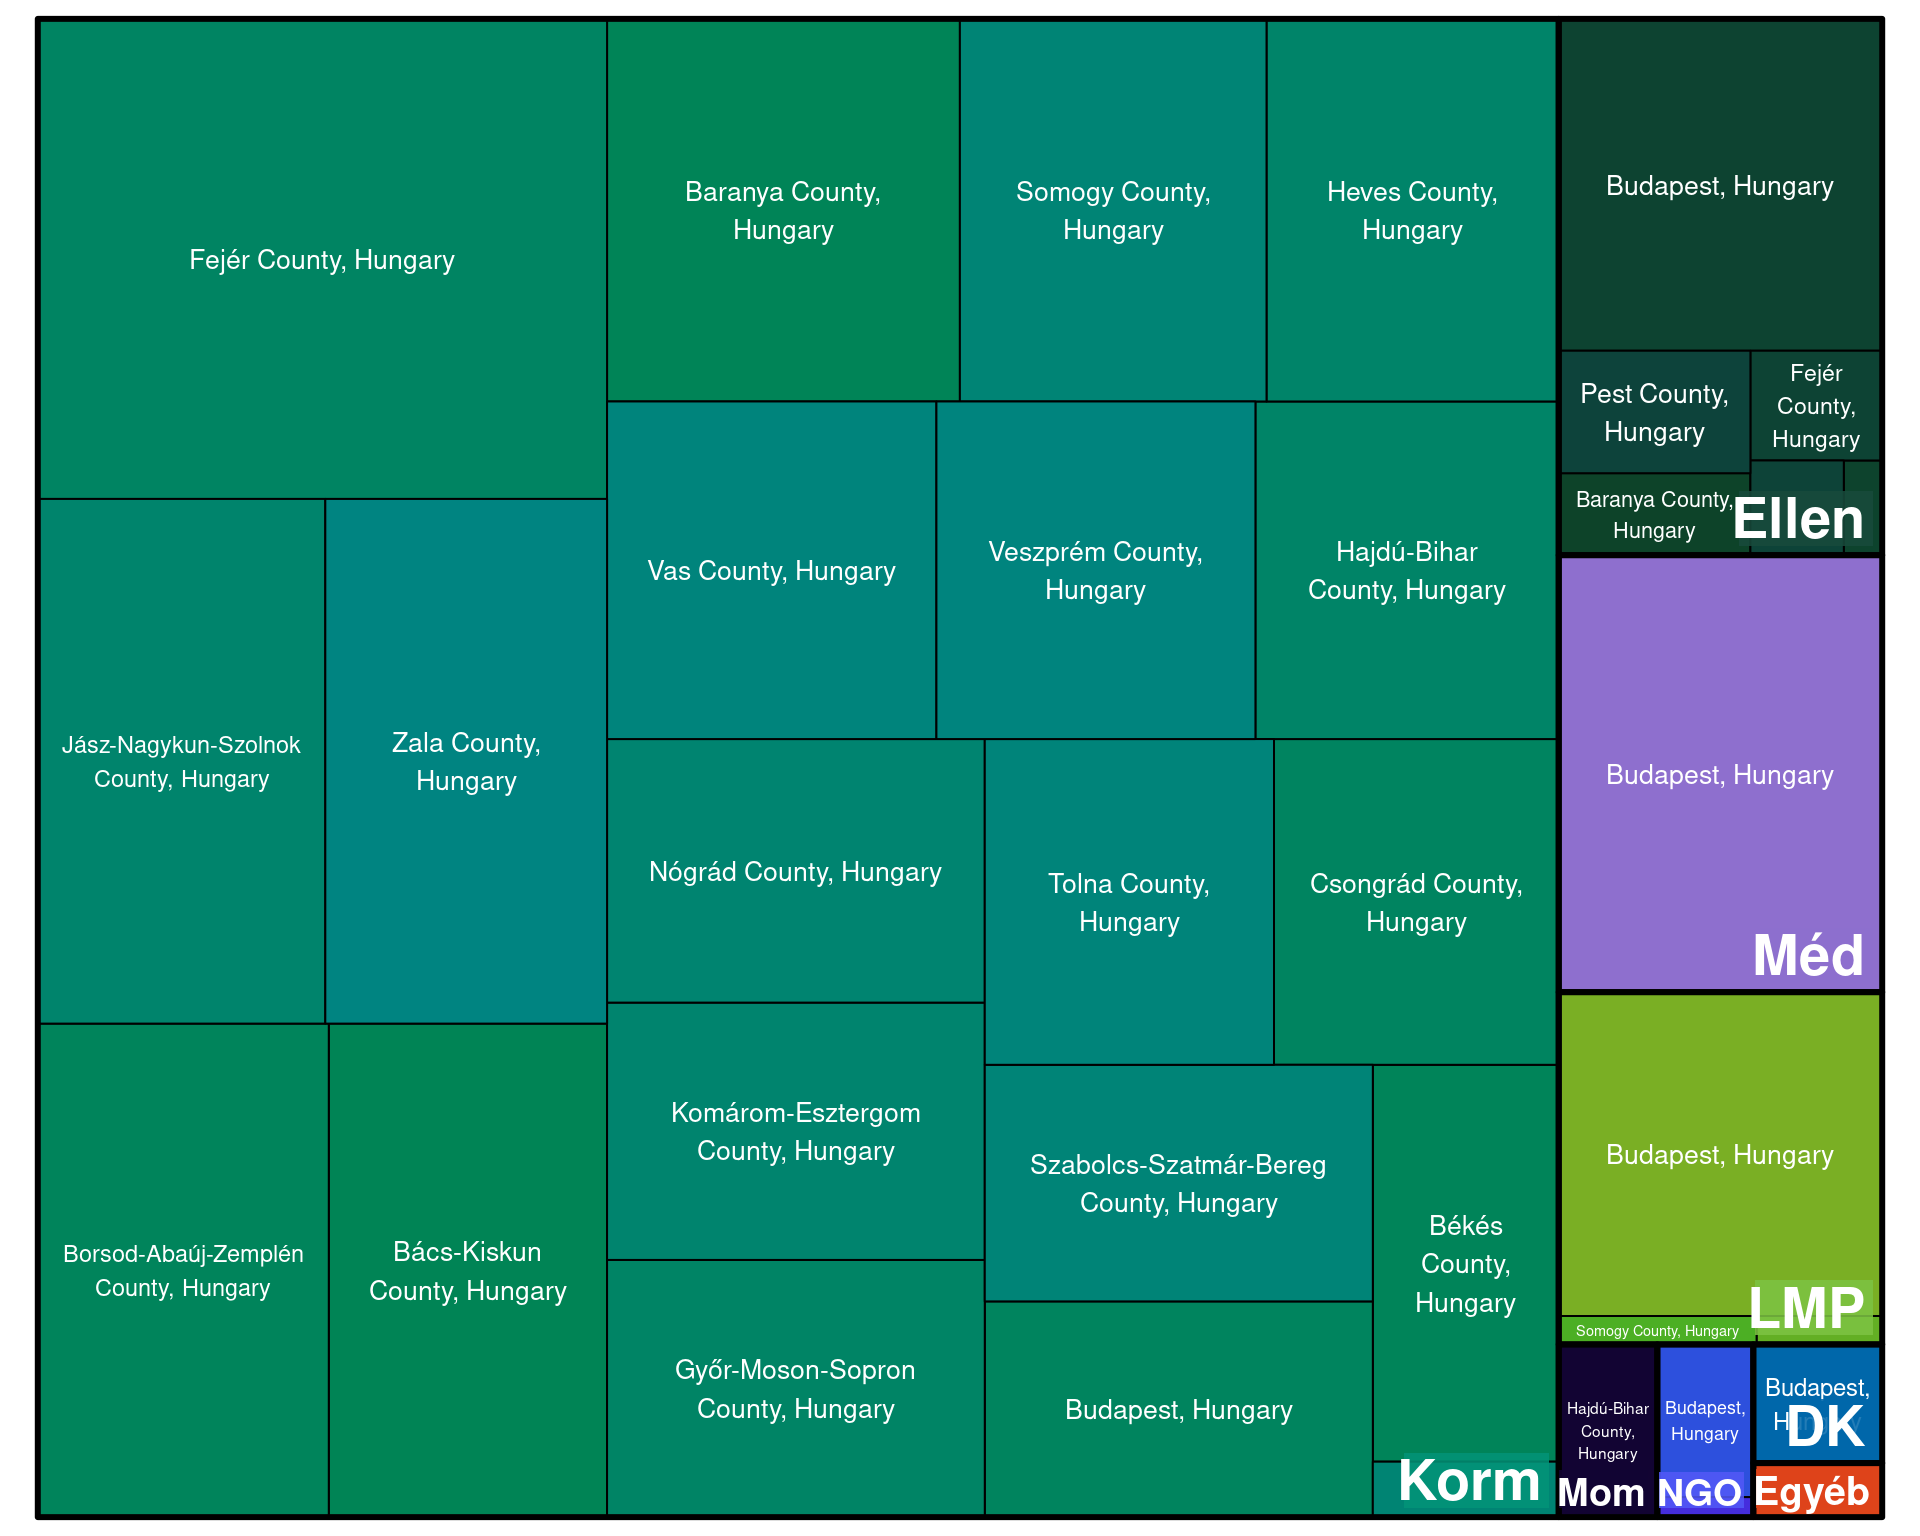 Fejér County, Hungary
Baranya County,
Hungary
Somogy County,
Hungary
Heves County,
Hungary
Jász-Nagykun-Szolnok
County, Hungary
Zala County,
Hungary
Vas County, Hungary
Veszprém County,
Hungary
Hajdú-Bihar
County, Hungary
Nógrád County, Hungary
Tolna County,
Hungary
Csongrád County,
Hungary
Borsod-Abaúj-Zemplén
County, Hungary
Bács-Kiskun
County, Hungary
Komárom-Esztergom
County, Hungary
Szabolcs-Szatmár-Bereg
County, Hungary
Békés
County,
Hungary
Győr-Moson-Sopron
County, Hungary
Budapest, Hungary
Korm
Budapest, Hungary
Pest County,
Hungary
Fejér
County,
Hungary
Baranya County,
Hungary
Ellen
Budapest, Hungary
Méd
Budapest, Hungary
Somogy County, Hungary
LMP
Hajdú-Bihar
County,
Hungary
Mom
Budapest,
Hungary
NGO
Budapest,
DK
Egyéb